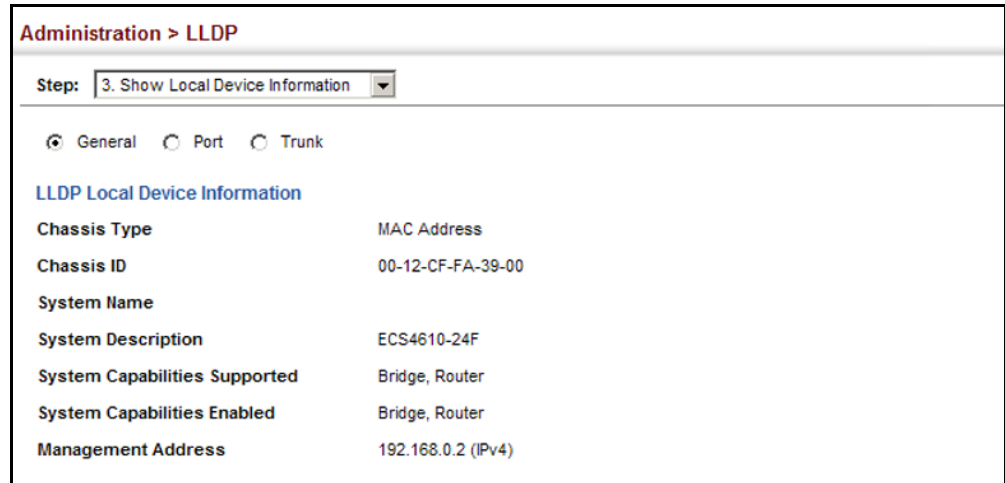 Administration > LLDP
Step: 3. Show Local Device Information
General Port Trunk
LLDP Local Device Information
Chassis Type MAC Address
Chassis ID 00-12-CF-FA-39-00
System Name
System Description ECS4610-24F
System Capabilities Supported Bridge, Router
System Capabilities Enabled Bridge, Router
Management Address 192.168.0.2 (IPv4)